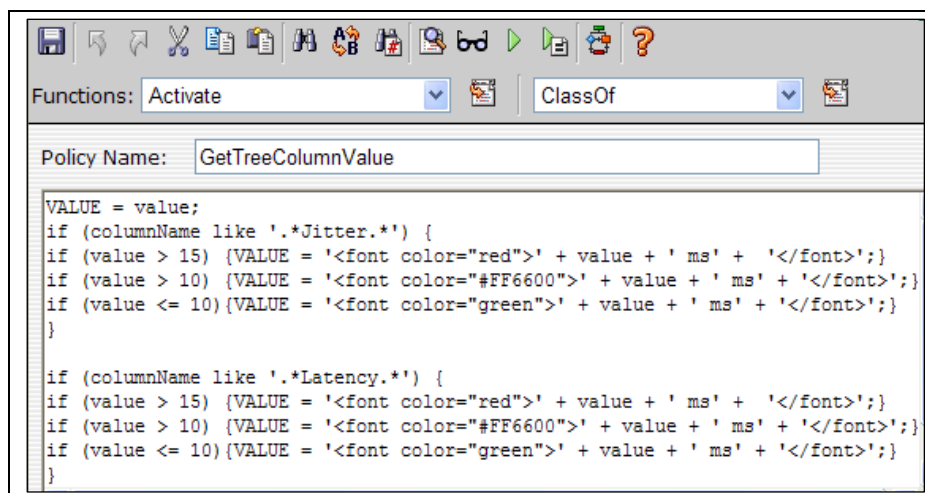 Functions: Activate ClassOf
Policy Name: GetTreeColumnValue
VALUE = value;
if (columnName like '.*Jitter.*') {
if (value > 15) {VALUE = '<font color="red">' + value + ' ms' +  '</font>';}
if (value > 10) {VALUE = '<font color="#FF6600">' + value + ' ms' + '</font>';}
if (value <= 10){VALUE = '<font color="green">' + value + ' ms' + '</font>';}
}
if (columnName like '.*Latency.*') {
if (value > 15) {VALUE = '<font color="red">' + value + ' ms' +  '</font>';}
if (value > 10) {VALUE = '<font color="#FF6600">' + value + ' ms' + '</font>';}
if (value <= 10){VALUE = '<font color="green">' + value + ' ms' + '</font>';}
}